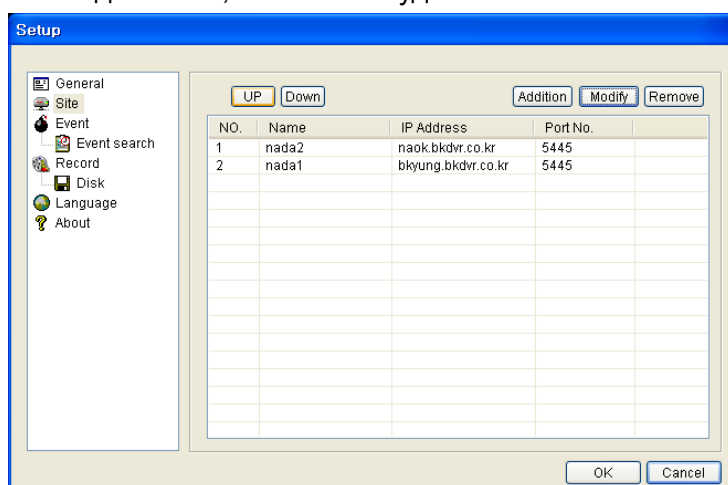 Setup
General
Site
Event
Event search
Record
Disk
Language
About
UP Down Addition Modify Remove
NO. Name IP Address Port No.
1 nada2 naok.bkdvr.co.kr 5445
2 nada1 bkyung.bkdvr.co.kr 5445
OK Cancel